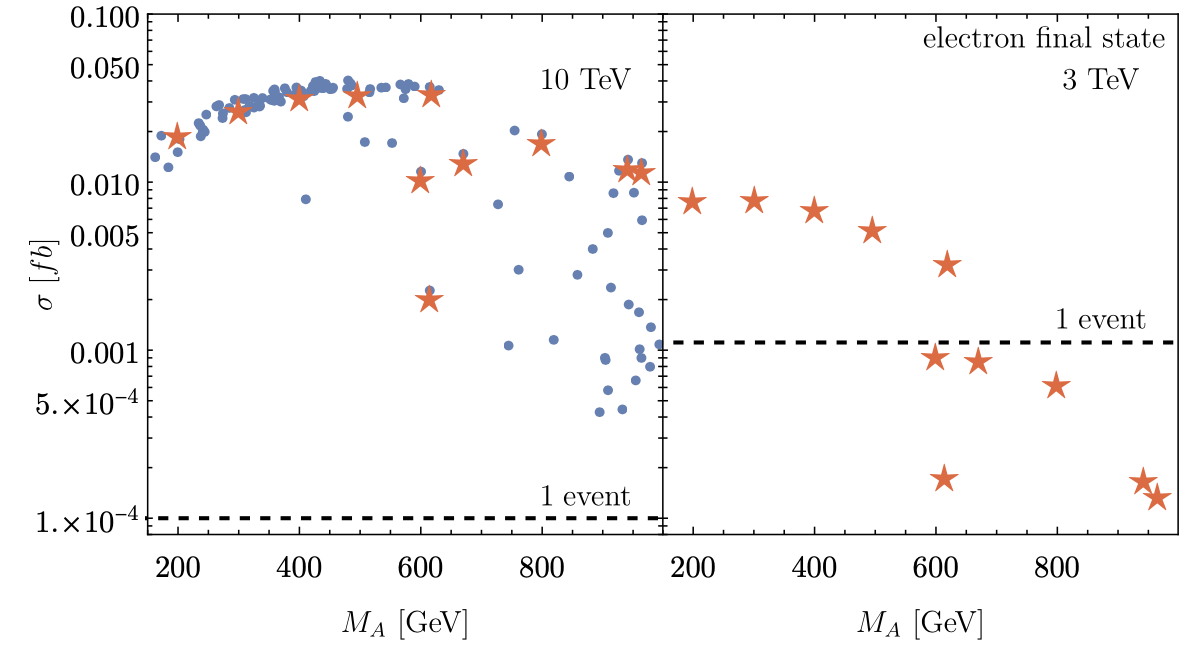 electron final state
10 TeV
3 TeV
σ [fb]
0.100
0.050
0.010
0.005
0.001
5.×10⁻⁴
1.×10⁻⁴
1 event
1 event
200 400 600 800
200 400 600 800
M_A [GeV]
M_A [GeV]